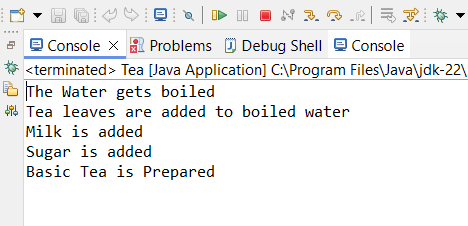 Console
Problems
Debug Shell
Console
<terminated> Tea [Java Application] C:\Program Files\Java\jdk-22\
The Water gets boiled
Tea leaves are added to boiled water
Milk is added
Sugar is added
Basic Tea is Prepared